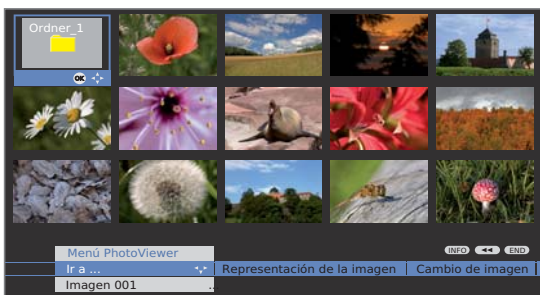 Ordner_1
OK
INFO
END
Menú PhotoViewer
Ir a ...
Representación de la imagen
Cambio de imagen
Imagen 001
..